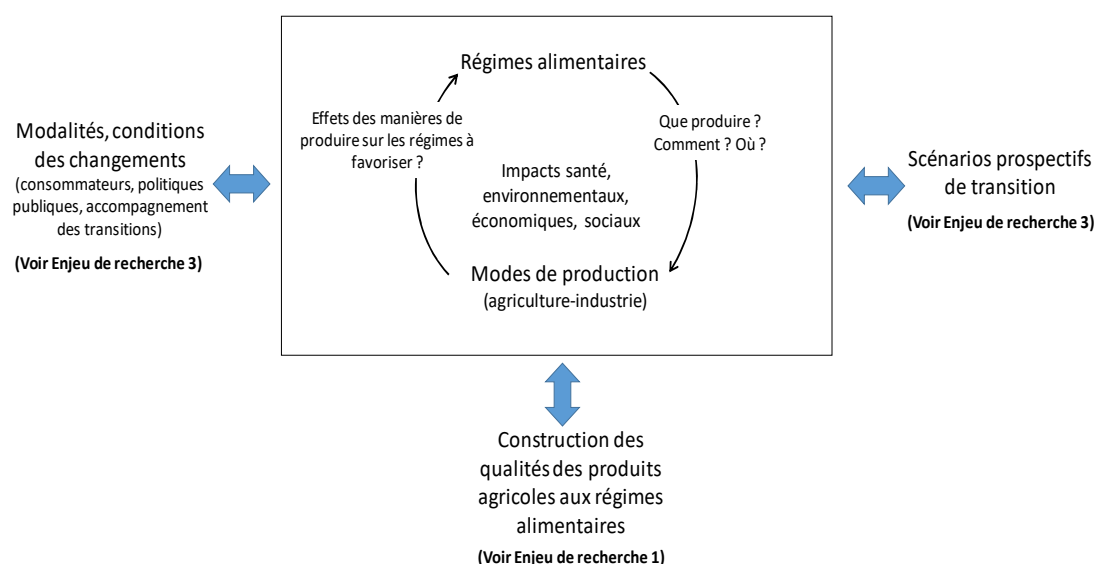 Régimes alimentaires
Effets des manières de
produire sur les régimes à
favoriser ?
Que produire ?
Comment ? Où ?
Impacts santé,
environnementaux,
économiques, sociaux
Modes de production
(agriculture-industrie)
Modalités, conditions
des changements
(consommateurs, politiques
publiques, accompagnement
des transitions)
(Voir Enjeu de recherche 3)
Scénarios prospectifs
de transition
(Voir Enjeu de recherche 3)
Construction des
qualités des produits
agricoles aux régimes
alimentaires
(Voir Enjeu de recherche 1)